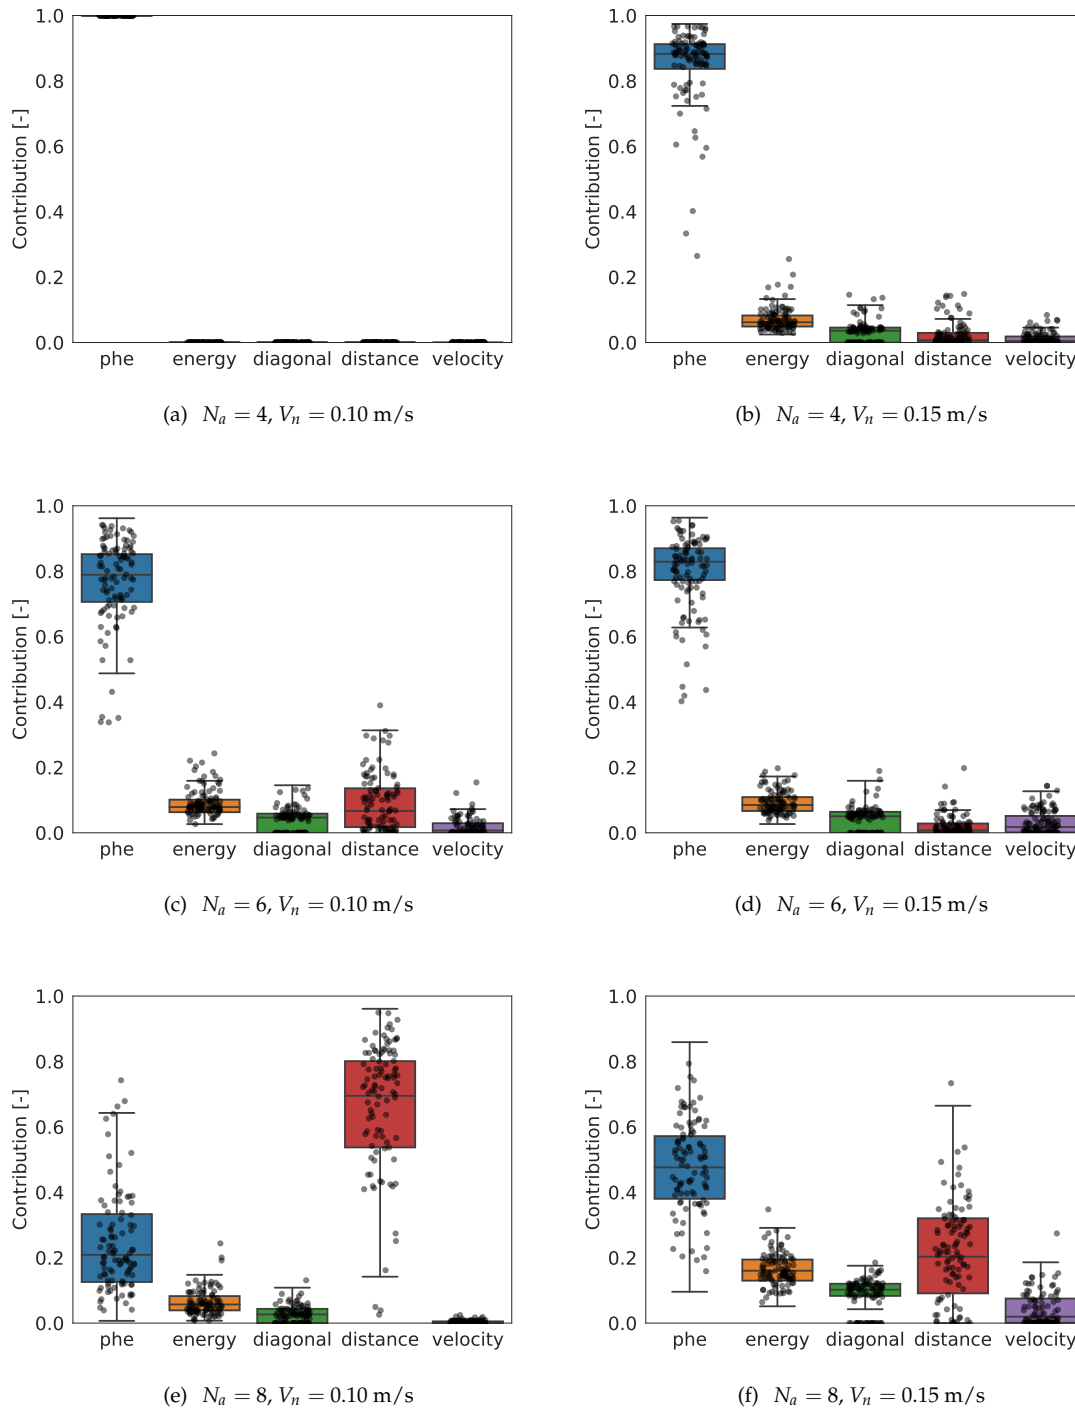 1.0
0.8
0.6
0.4
0.2
0.0
Contribution [-]
phe energy diagonal distance velocity
(a) N_a = 4, V_n = 0.10 m/s
1.0
0.8
0.6
0.4
0.2
0.0
Contribution [-]
phe energy diagonal distance velocity
(b) N_a = 4, V_n = 0.15 m/s
1.0
0.8
0.6
0.4
0.2
0.0
Contribution [-]
phe energy diagonal distance velocity
(c) N_a = 6, V_n = 0.10 m/s
1.0
0.8
0.6
0.4
0.2
0.0
Contribution [-]
phe energy diagonal distance velocity
(d) N_a = 6, V_n = 0.15 m/s
1.0
0.8
0.6
0.4
0.2
0.0
Contribution [-]
phe energy diagonal distance velocity
(e) N_a = 8, V_n = 0.10 m/s
1.0
0.8
0.6
0.4
0.2
0.0
Contribution [-]
phe energy diagonal distance velocity
(f) N_a = 8, V_n = 0.15 m/s